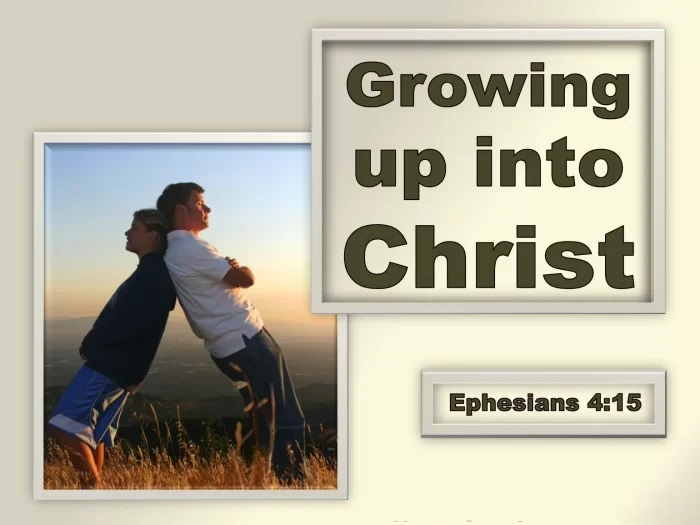 Growing
up into
Christ
Ephesians 4:15